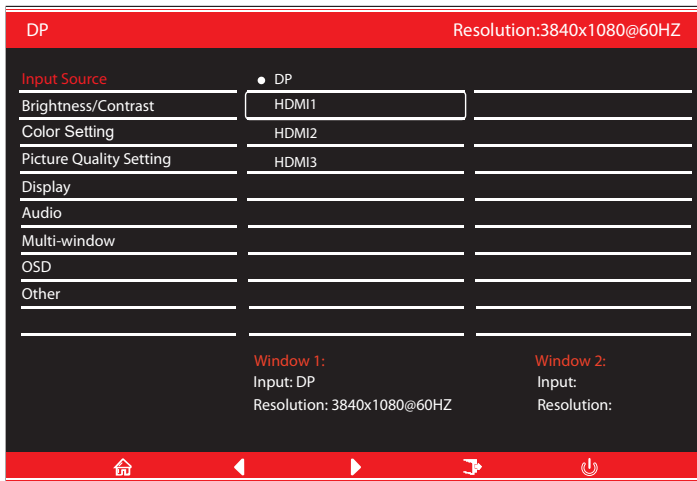 DP
Resolution:3840x1080@60HZ
Input Source
DP
Brightness/Contrast
HDMI1
Color Setting
HDMI2
Picture Quality Setting
HDMI3
Display
Audio
Multi-window
OSD
Other
Window 1:
Input: DP
Resolution: 3840x1080@60HZ
Window 2:
Input:
Resolution: